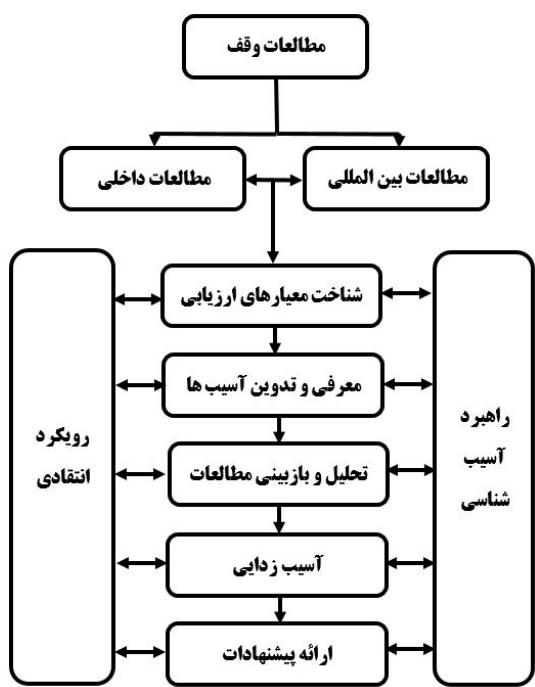 مطالعات وقف
مطالعات بین المللی
مطالعات داخلی
شناخت معیارهای ارزیابی
معرفی و تدوین آسیب ها
تحلیل و بازبینی مطالعات
آسیب زدایی
ارائه پیشنهادات
راهبرد
آسیب
شناسی
رویکرد
انتقادی